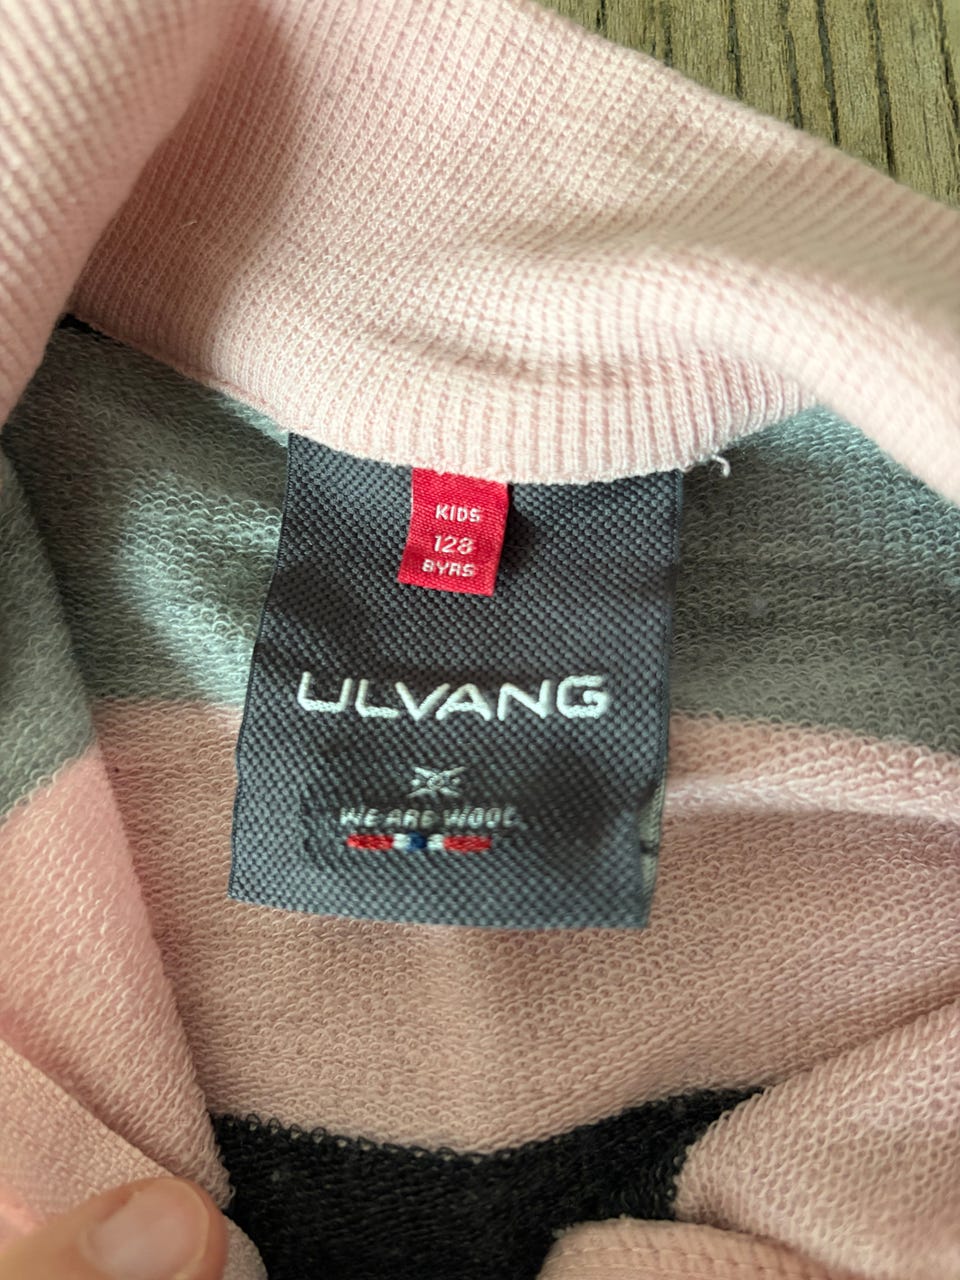 KIDS
128
8YRS
ULVANG
WE ARE WOOL.